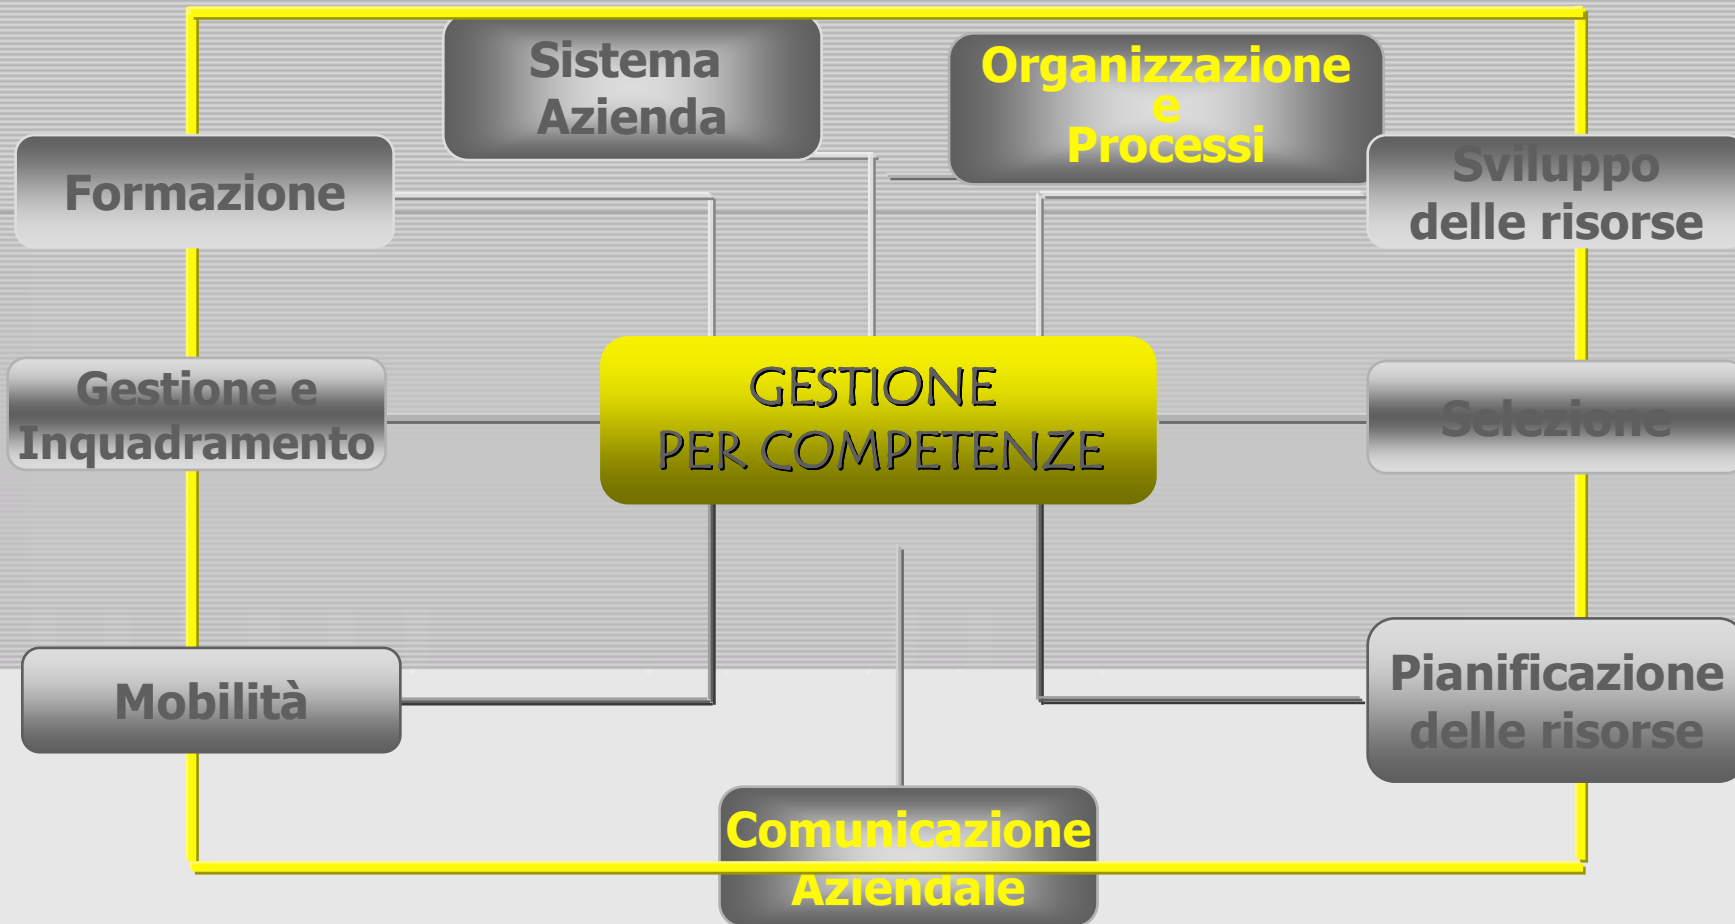 Sistema
Azienda
Organizzazione
e
Processi
Formazione
Sviluppo
delle risorse
Gestione e
Inquadramento
GESTIONE
PER COMPETENZE
Selezione
Mobilità
Pianificazione
delle risorse
Comunicazione
Aziendale